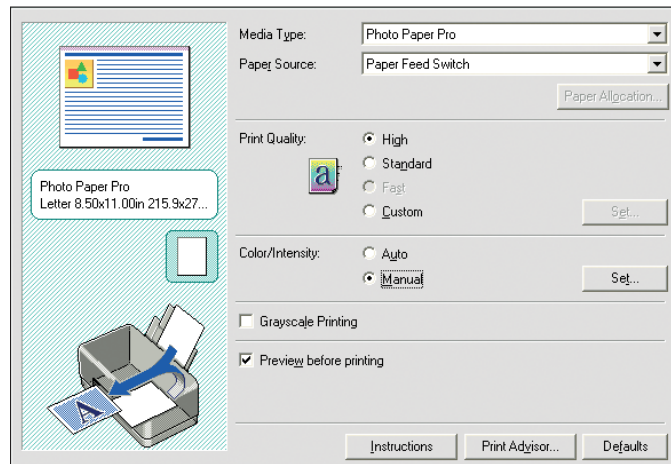 Media Type: Photo Paper Pro
Paper Source: Paper Feed Switch
Paper Allocation...
Photo Paper Pro
Letter 8.50x11.00in 215.9x27...
Print Quality: High
Standard
Fast
Custom Set...
Color/Intensity: Auto
Manual Set...
Grayscale Printing
Preview before printing
Instructions Print Advisor... Defaults
a
A